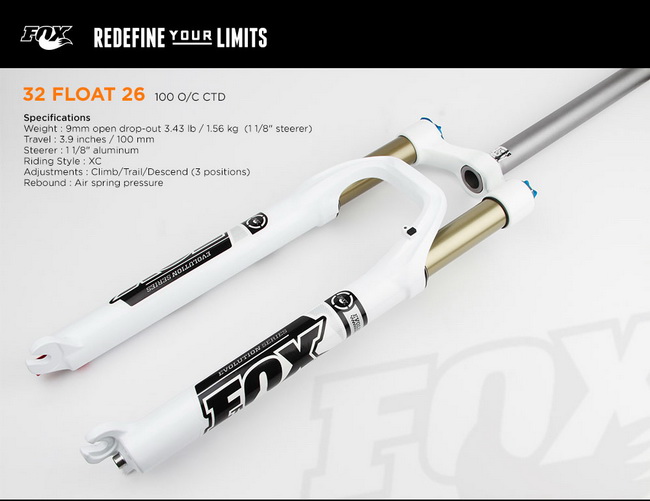 FOX REDEFINE YOUR LIMITS
32 FLOAT 26 100 O/C CTD
Specifications
Weight : 9mm open drop-out 3.43 lb / 1.56 kg (1 1/8" steerer)
Travel : 3.9 inches / 100 mm
Steerer : 1 1/8" aluminum
Riding Style : XC
Adjustments : Climb/Trail/Descend (3 positions)
Rebound : Air spring pressure
EVOLUTION SERIES
EVOLUTION SERIES
FOX
FOX